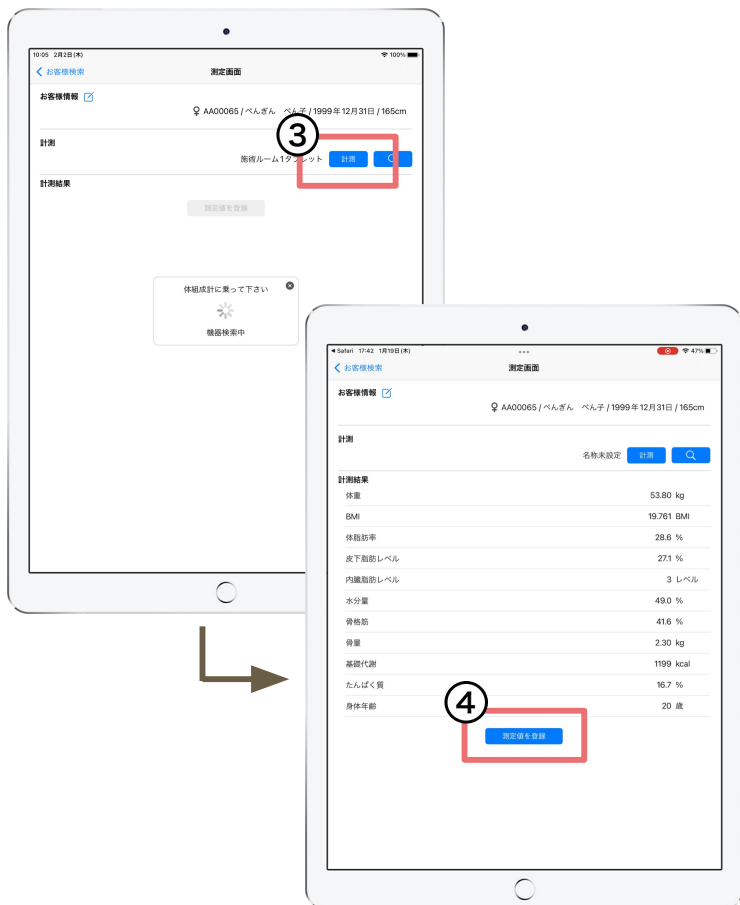 10:05 2月2日(木) 100%
お客様検索 測定画面
お客様情報
♀ AA00065 / ぺんぎん ぺん子 / 1999年12月31日 / 165cm
③
計測
施術ルーム1タブレット 計測
計測結果
測定値を登録
体組成計に乗って下さい
機器検索中
Safari 17:42 1月19日(木) 47%
お客様検索 測定画面
お客様情報
♀ AA00065 / ぺんぎん ぺん子 / 1999年12月31日 / 165cm
計測
名称未設定 計測
計測結果
体重 53.80 kg
BMI 19.761 BMI
体脂肪率 28.6 %
皮下脂肪レベル 27.1 %
内臓脂肪レベル 3 レベル
水分量 49.0 %
骨格筋 41.6 %
骨量 2.30 kg
基礎代謝 1199 kcal
たんぱく質 16.7 %
身体年齢 20 歳
④
測定値を登録